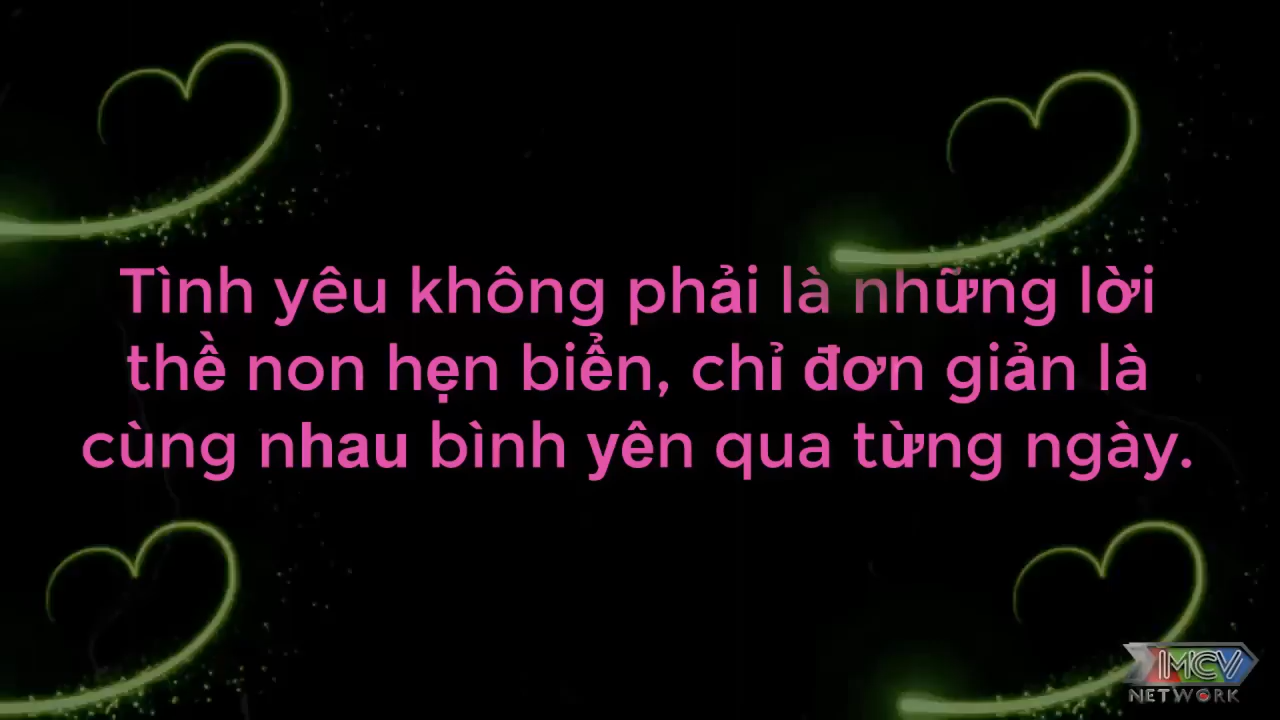 Tình yêu không phải là những lời
thề non hẹn biển, chỉ đơn giản là
cùng nhau bình yên qua từng ngày.
MCV
NETWORK